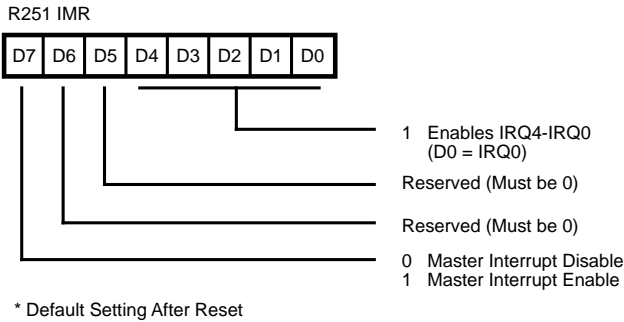 R251 IMR
D7 D6 D5 D4 D3 D2 D1 D0
1 Enables IRQ4-IRQ0
(D0 = IRQ0)
Reserved (Must be 0)
Reserved (Must be 0)
0 Master Interrupt Disable
1 Master Interrupt Enable
* Default Setting After Reset